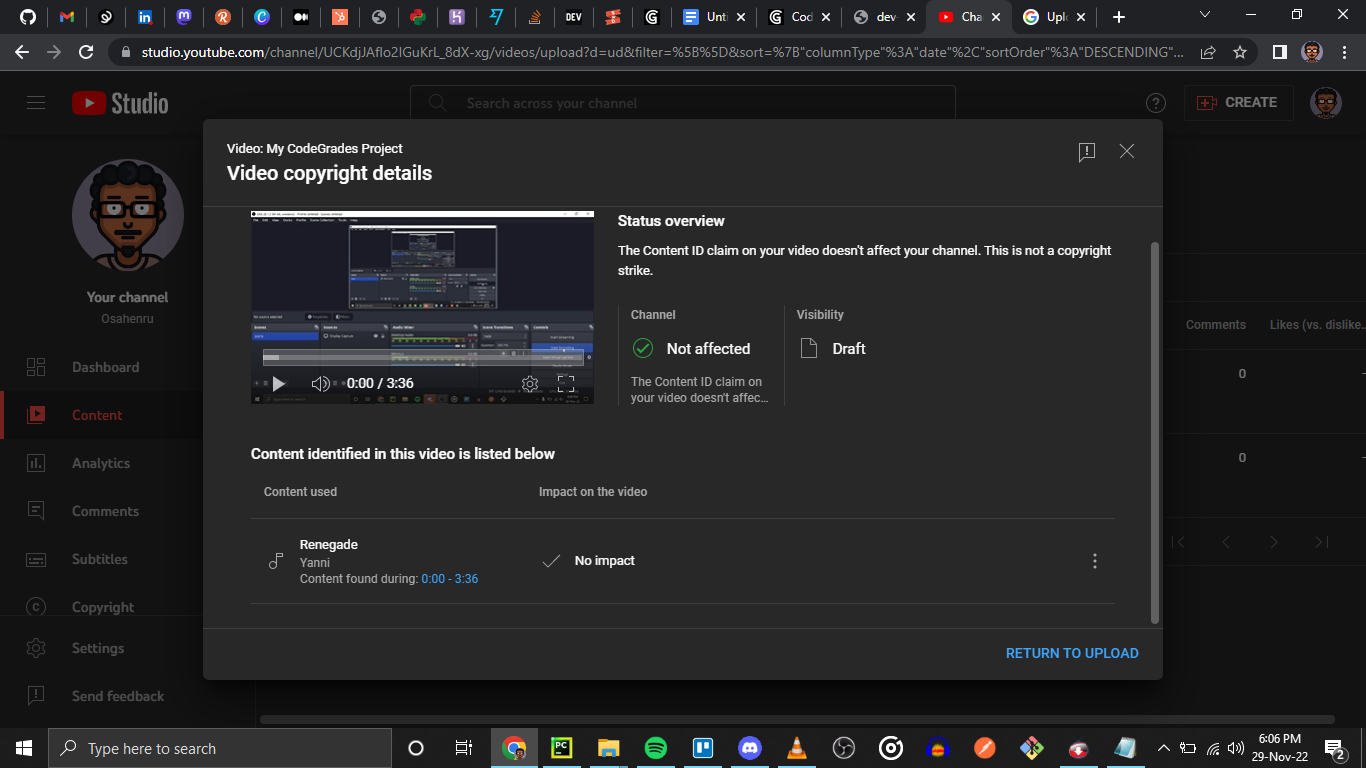 DEV
Unti
Cod
dev-
Cha
Uplo
studio.youtube.com/channel/UCKdjJAflo2IGuKrL_8dX-xg/videos/upload?d=ud&filter=%5B%5D&sort=%7B"columnType"%3A"date"%2C"sortOrder"%3A"DESCENDING"...
Studio
Search across your channel
CREATE
Video: My CodeGrades Project
Video copyright details
Your channel
Osahenru
Dashboard
Content
Analytics
Comments
Subtitles
Copyright
Settings
Send feedback
0:00 / 3:36
Status overview
The Content ID claim on your video doesn't affect your channel. This is not a copyright
strike.
Channel
Not affected
The Content ID claim on
your video doesn't affec...
Visibility
Draft
Comments
Likes (vs. dislike...
0
0
Content identified in this video is listed below
Content used
Impact on the video
Renegade
Yanni
Content found during: 0:00 - 3:36
No impact
RETURN TO UPLOAD
Type here to search
PC
6:06 PM
29-Nov-22
2